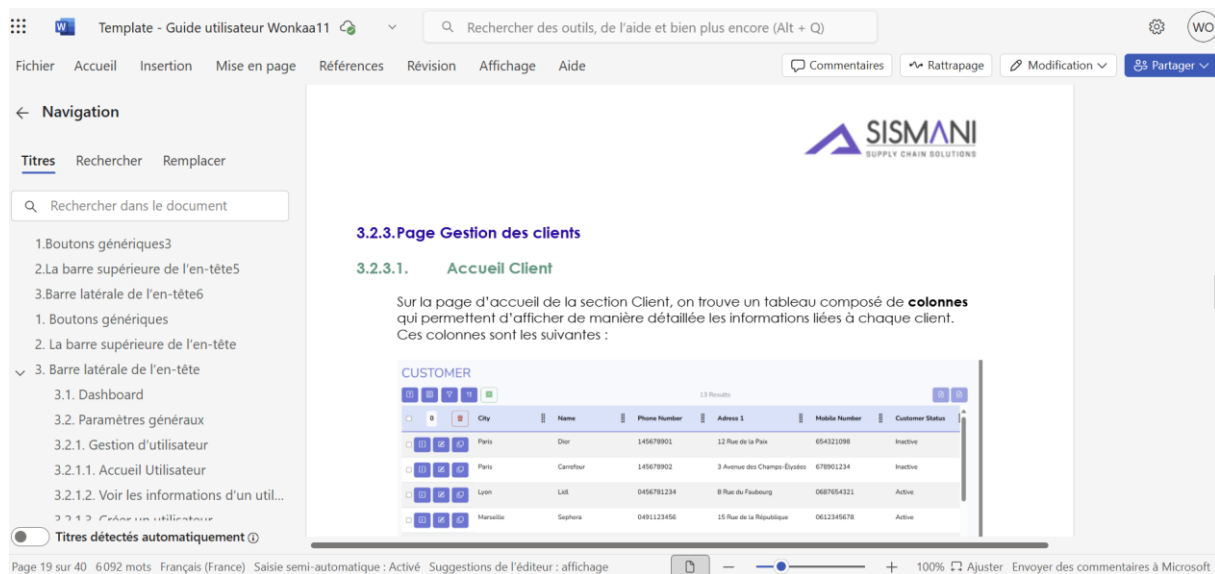 Template - Guide utilisateur Wonkaa11
Rechercher des outils, de l'aide et bien plus encore (Alt + Q)
WO
Fichier Accueil Insertion Mise en page Références Révision Affichage Aide
Commentaires Rattrapage Modification Partager
Navigation
Titres Rechercher Remplacer
Rechercher dans le document
1.Boutons génériques3
2.La barre supérieure de l'en-tête5
3.Barre latérale de l'en-tête6
1. Boutons génériques
2. La barre supérieure de l'en-tête
3. Barre latérale de l'en-tête
3.1. Dashboard
3.2. Paramètres généraux
3.2.1. Gestion d'utilisateur
3.2.1.1. Accueil Utilisateur
3.2.1.2. Voir les informations d'un util...
3.2.1.3. Créer un utilisateur
Titres détectés automatiquement
SISMANI
SUPPLY CHAIN SOLUTIONS
3.2.3.Page Gestion des clients
3.2.3.1. Accueil Client
Sur la page d'accueil de la section Client, on trouve un tableau composé de colonnes
qui permettent d'afficher de manière détaillée les informations liées à chaque client.
Ces colonnes sont les suivantes :
CUSTOMER
13 Results
0 City Name Phone Number Adress 1 Mobile Number Customer Status
Paris Dior 145678901 12 Rue de la Paix 654321098 Inactive
Paris Carrefour 145678902 3 Avenue des Champs-Élysées 678901234 Inactive
Lyon Lidl 0456781234 8 Rue du Faubourg 0687654321 Active
Marseille Sephora 0491123456 15 Rue de la République 0612345678 Active
Page 19 sur 40 6 092 mots Français (France) Saisie semi-automatique : Activé Suggestions de l'éditeur : affichage
100% Ajuster Envoyer des commentaires à Microsoft